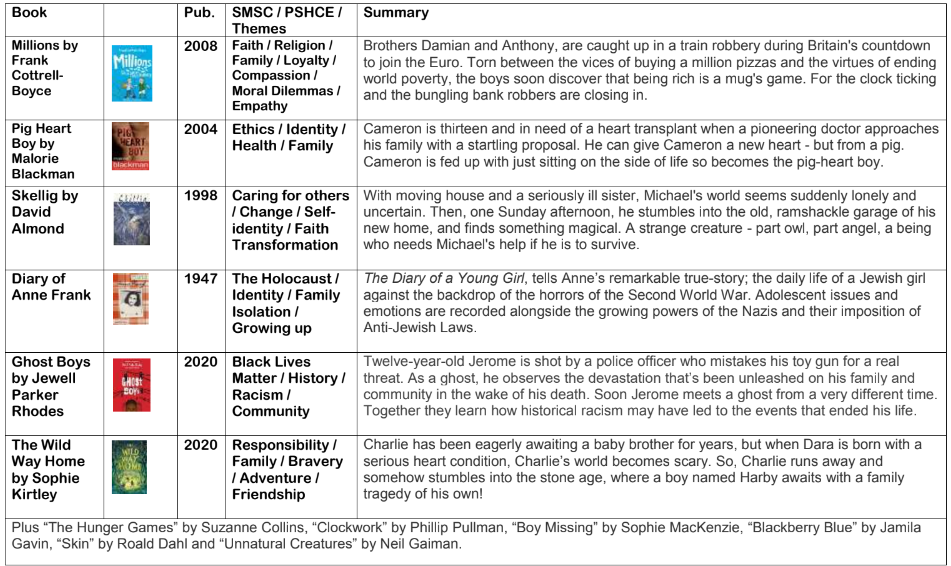 Book Pub. SMSC / PSHCE / Themes Summary
Millions by
Frank
Cottrell-
Boyce
Millions
2008
Faith / Religion /
Family / Loyalty /
Compassion /
Moral Dilemmas /
Empathy
Brothers Damian and Anthony, are caught up in a train robbery during Britain's countdown
to join the Euro. Torn between the vices of buying a million pizzas and the virtues of ending
world poverty, the boys soon discover that being rich is a mug's game. For the clock ticking
and the bungling bank robbers are closing in.
Pig Heart
Boy by
Malorie
Blackman
PIG
HEART
BOY
blackman
2004
Ethics / Identity /
Health / Family
Cameron is thirteen and in need of a heart transplant when a pioneering doctor approaches
his family with a startling proposal. He can give Cameron a new heart - but from a pig.
Cameron is fed up with just sitting on the side of life so becomes the pig-heart boy.
Skellig by
David
Almond
1998
Caring for others
/ Change / Self-
identity / Faith
Transformation
With moving house and a seriously ill sister, Michael's world seems suddenly lonely and
uncertain. Then, one Sunday afternoon, he stumbles into the old, ramshackle garage of his
new home, and finds something magical. A strange creature - part owl, part angel, a being
who needs Michael's help if he is to survive.
Diary of
Anne Frank
1947
The Holocaust /
Identity / Family
Isolation /
Growing up
The Diary of a Young Girl, tells Anne’s remarkable true-story; the daily life of a Jewish girl
against the backdrop of the horrors of the Second World War. Adolescent issues and
emotions are recorded alongside the growing powers of the Nazis and their imposition of
Anti-Jewish Laws.
Ghost Boys
by Jewell
Parker
Rhodes
GHOST
BOYS
2020
Black Lives
Matter / History /
Racism /
Community
Twelve-year-old Jerome is shot by a police officer who mistakes his toy gun for a real
threat. As a ghost, he observes the devastation that’s been unleashed on his family and
community in the wake of his death. Soon Jerome meets a ghost from a very different time.
Together they learn how historical racism may have led to the events that ended his life.
The Wild
Way Home
by Sophie
Kirtley
WILD
WAY HOME
2020
Responsibility /
Family / Bravery
/ Adventure /
Friendship
Charlie has been eagerly awaiting a baby brother for years, but when Dara is born with a
serious heart condition, Charlie’s world becomes scary. So, Charlie runs away and
somehow stumbles into the stone age, where a boy named Harby awaits with a family
tragedy of his own!
Plus “The Hunger Games” by Suzanne Collins, “Clockwork” by Phillip Pullman, “Boy Missing” by Sophie MacKenzie, “Blackberry Blue” by Jamila
Gavin, “Skin” by Roald Dahl and “Unnatural Creatures” by Neil Gaiman.